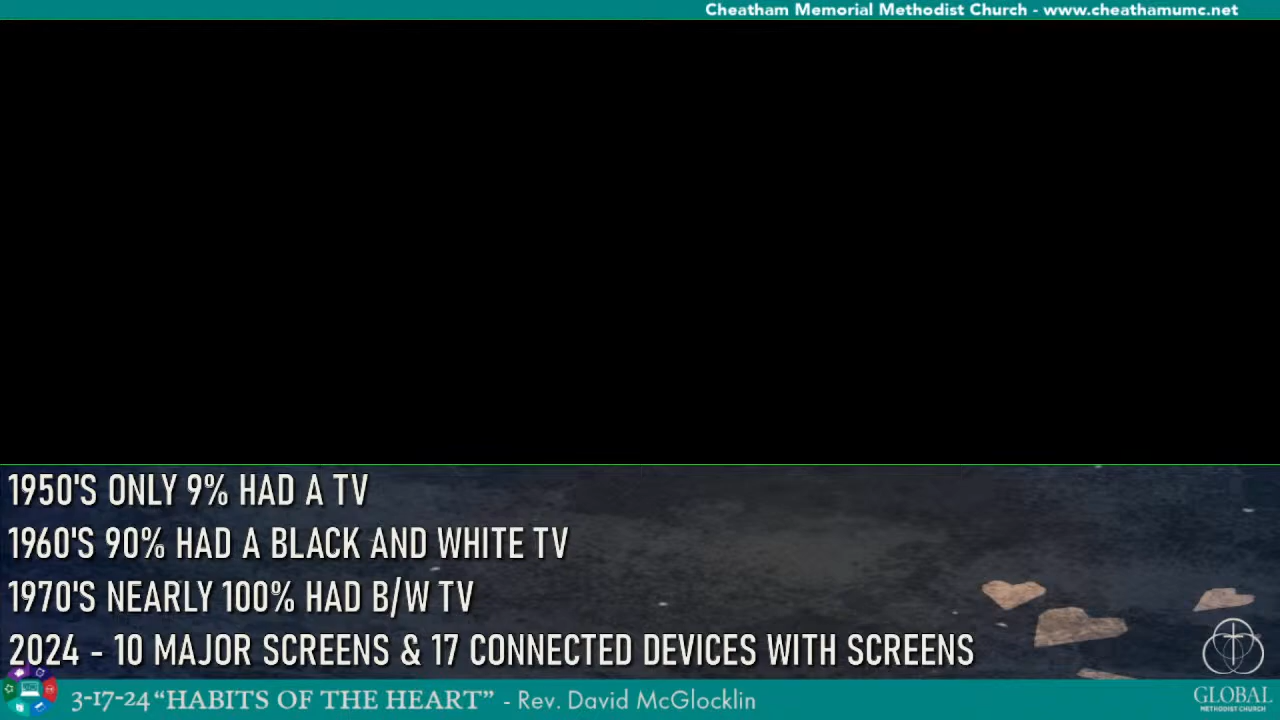 Cheatham Memorial Methodist Church - www.cheathamumc.net
1950'S ONLY 9% HAD A TV
1960'S 90% HAD A BLACK AND WHITE TV
1970'S NEARLY 100% HAD B/W TV
2024 - 10 MAJOR SCREENS & 17 CONNECTED DEVICES WITH SCREENS
3-17-24 “HABITS OF THE HEART” - Rev. David McGlocklin
GLOBAL
METHODIST CHURCH